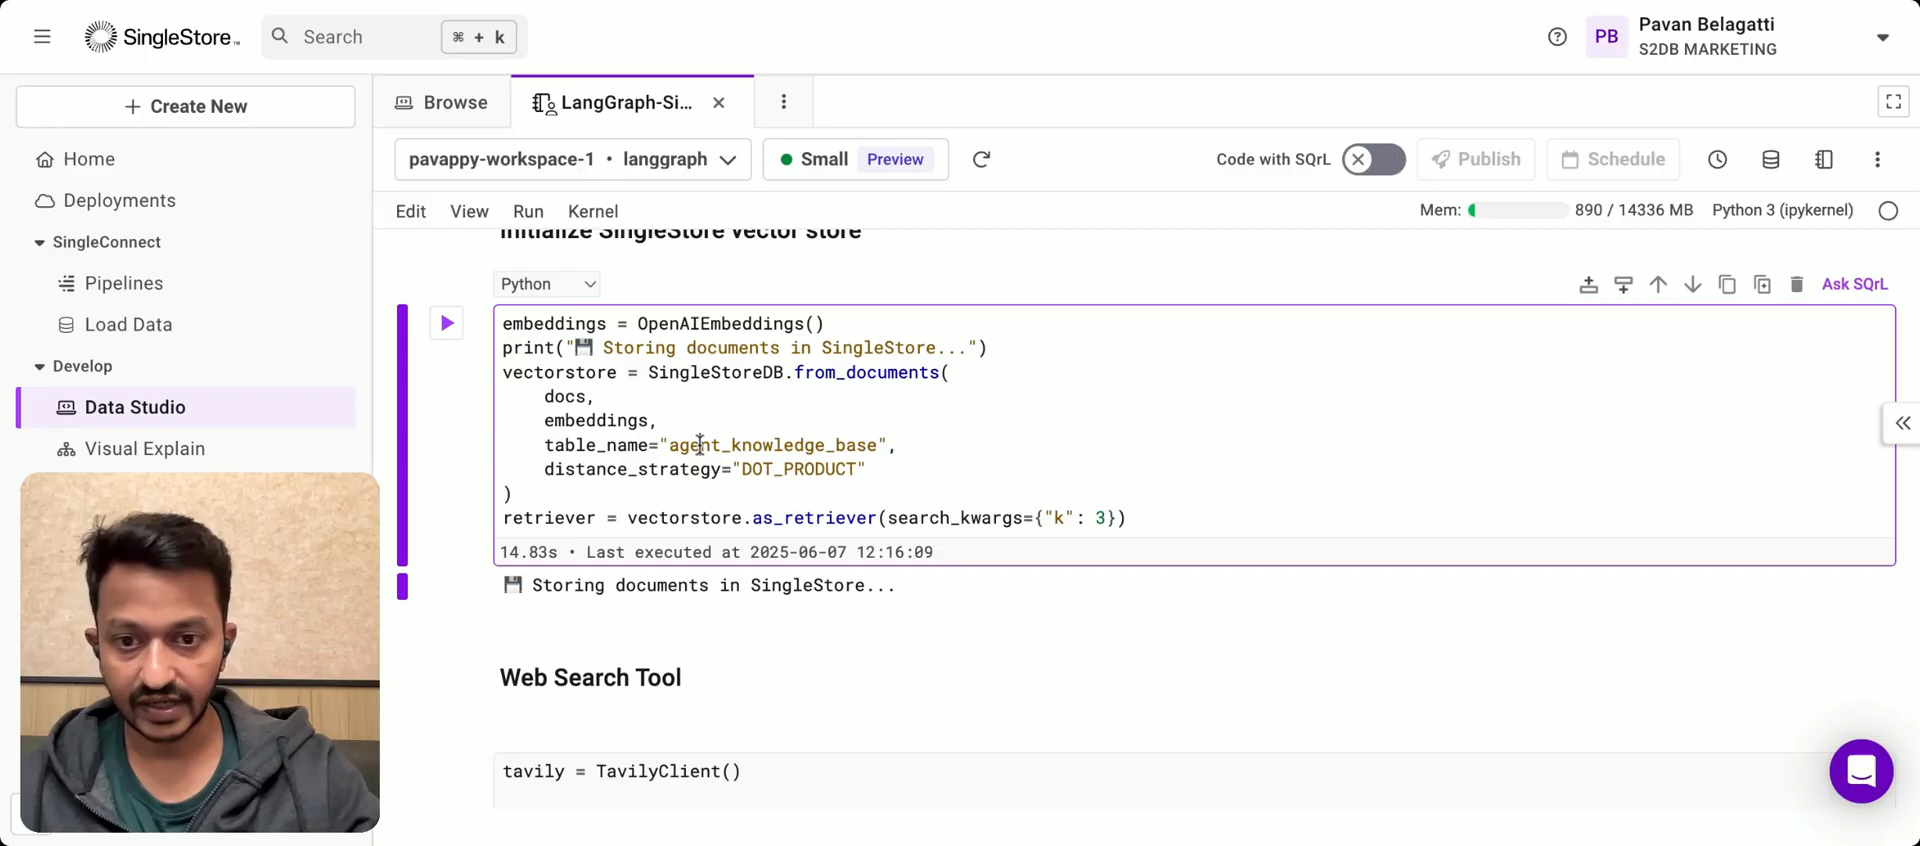 SingleStore™
Search
⌘ + k
PB
Pavan Belagatti
S2DB MARKETING
+ Create New
Home
Deployments
SingleConnect
Pipelines
Load Data
Develop
Data Studio
Visual Explain
Browse
LangGraph-Si...
pavappy-workspace-1 • langgraph
Small
Preview
Code with SQrL
Publish
Schedule
Edit
View
Run
Kernel
Mem:
890 / 14336 MB
Python 3 (ipykernel)
Initialize SingleStore vector store
Python
Ask SQrL
embeddings = OpenAIEmbeddings()
print("💾 Storing documents in SingleStore...")
vectorstore = SingleStoreDB.from_documents(
docs,
embeddings,
table_name="agent_knowledge_base",
distance_strategy="DOT_PRODUCT"
)
retriever = vectorstore.as_retriever(search_kwargs={"k": 3})
14.83s • Last executed at 2025-06-07 12:16:09
💾 Storing documents in SingleStore...
Web Search Tool
tavily = TavilyClient()